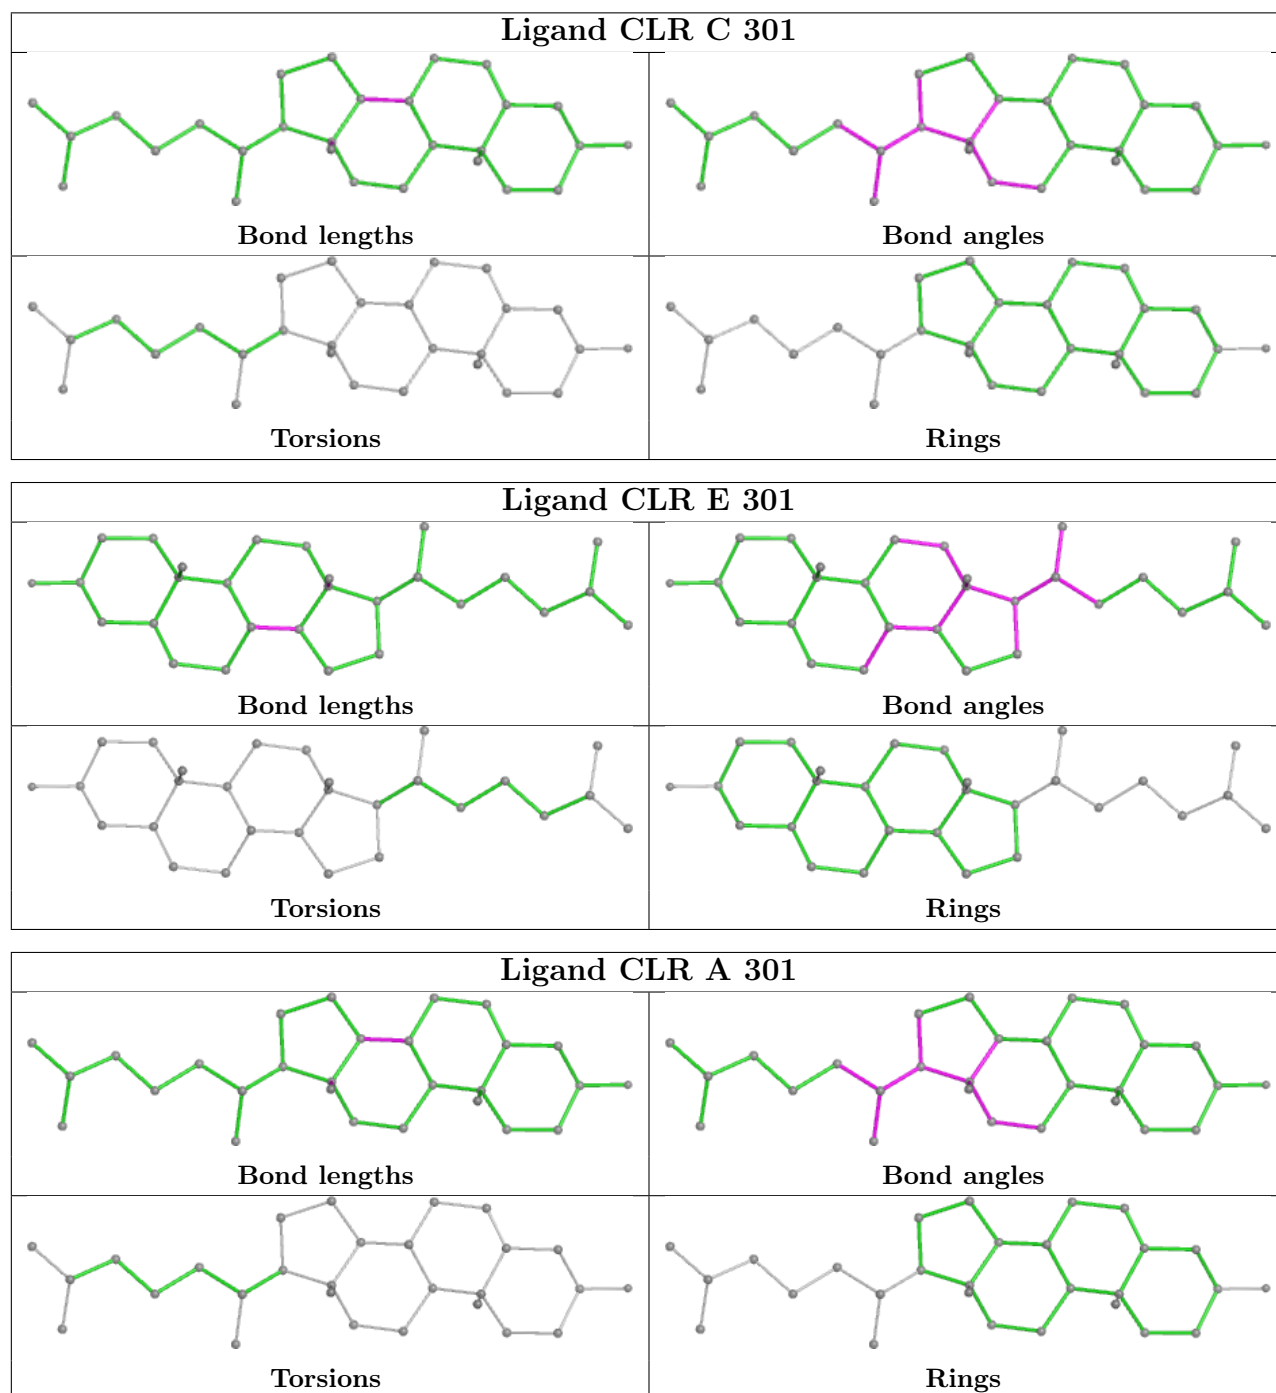 Ligand CLR C 301
Bond lengths
Bond angles
Torsions
Rings
Ligand CLR E 301
Bond lengths
Bond angles
Torsions
Rings
Ligand CLR A 301
Bond lengths
Bond angles
Torsions
Rings